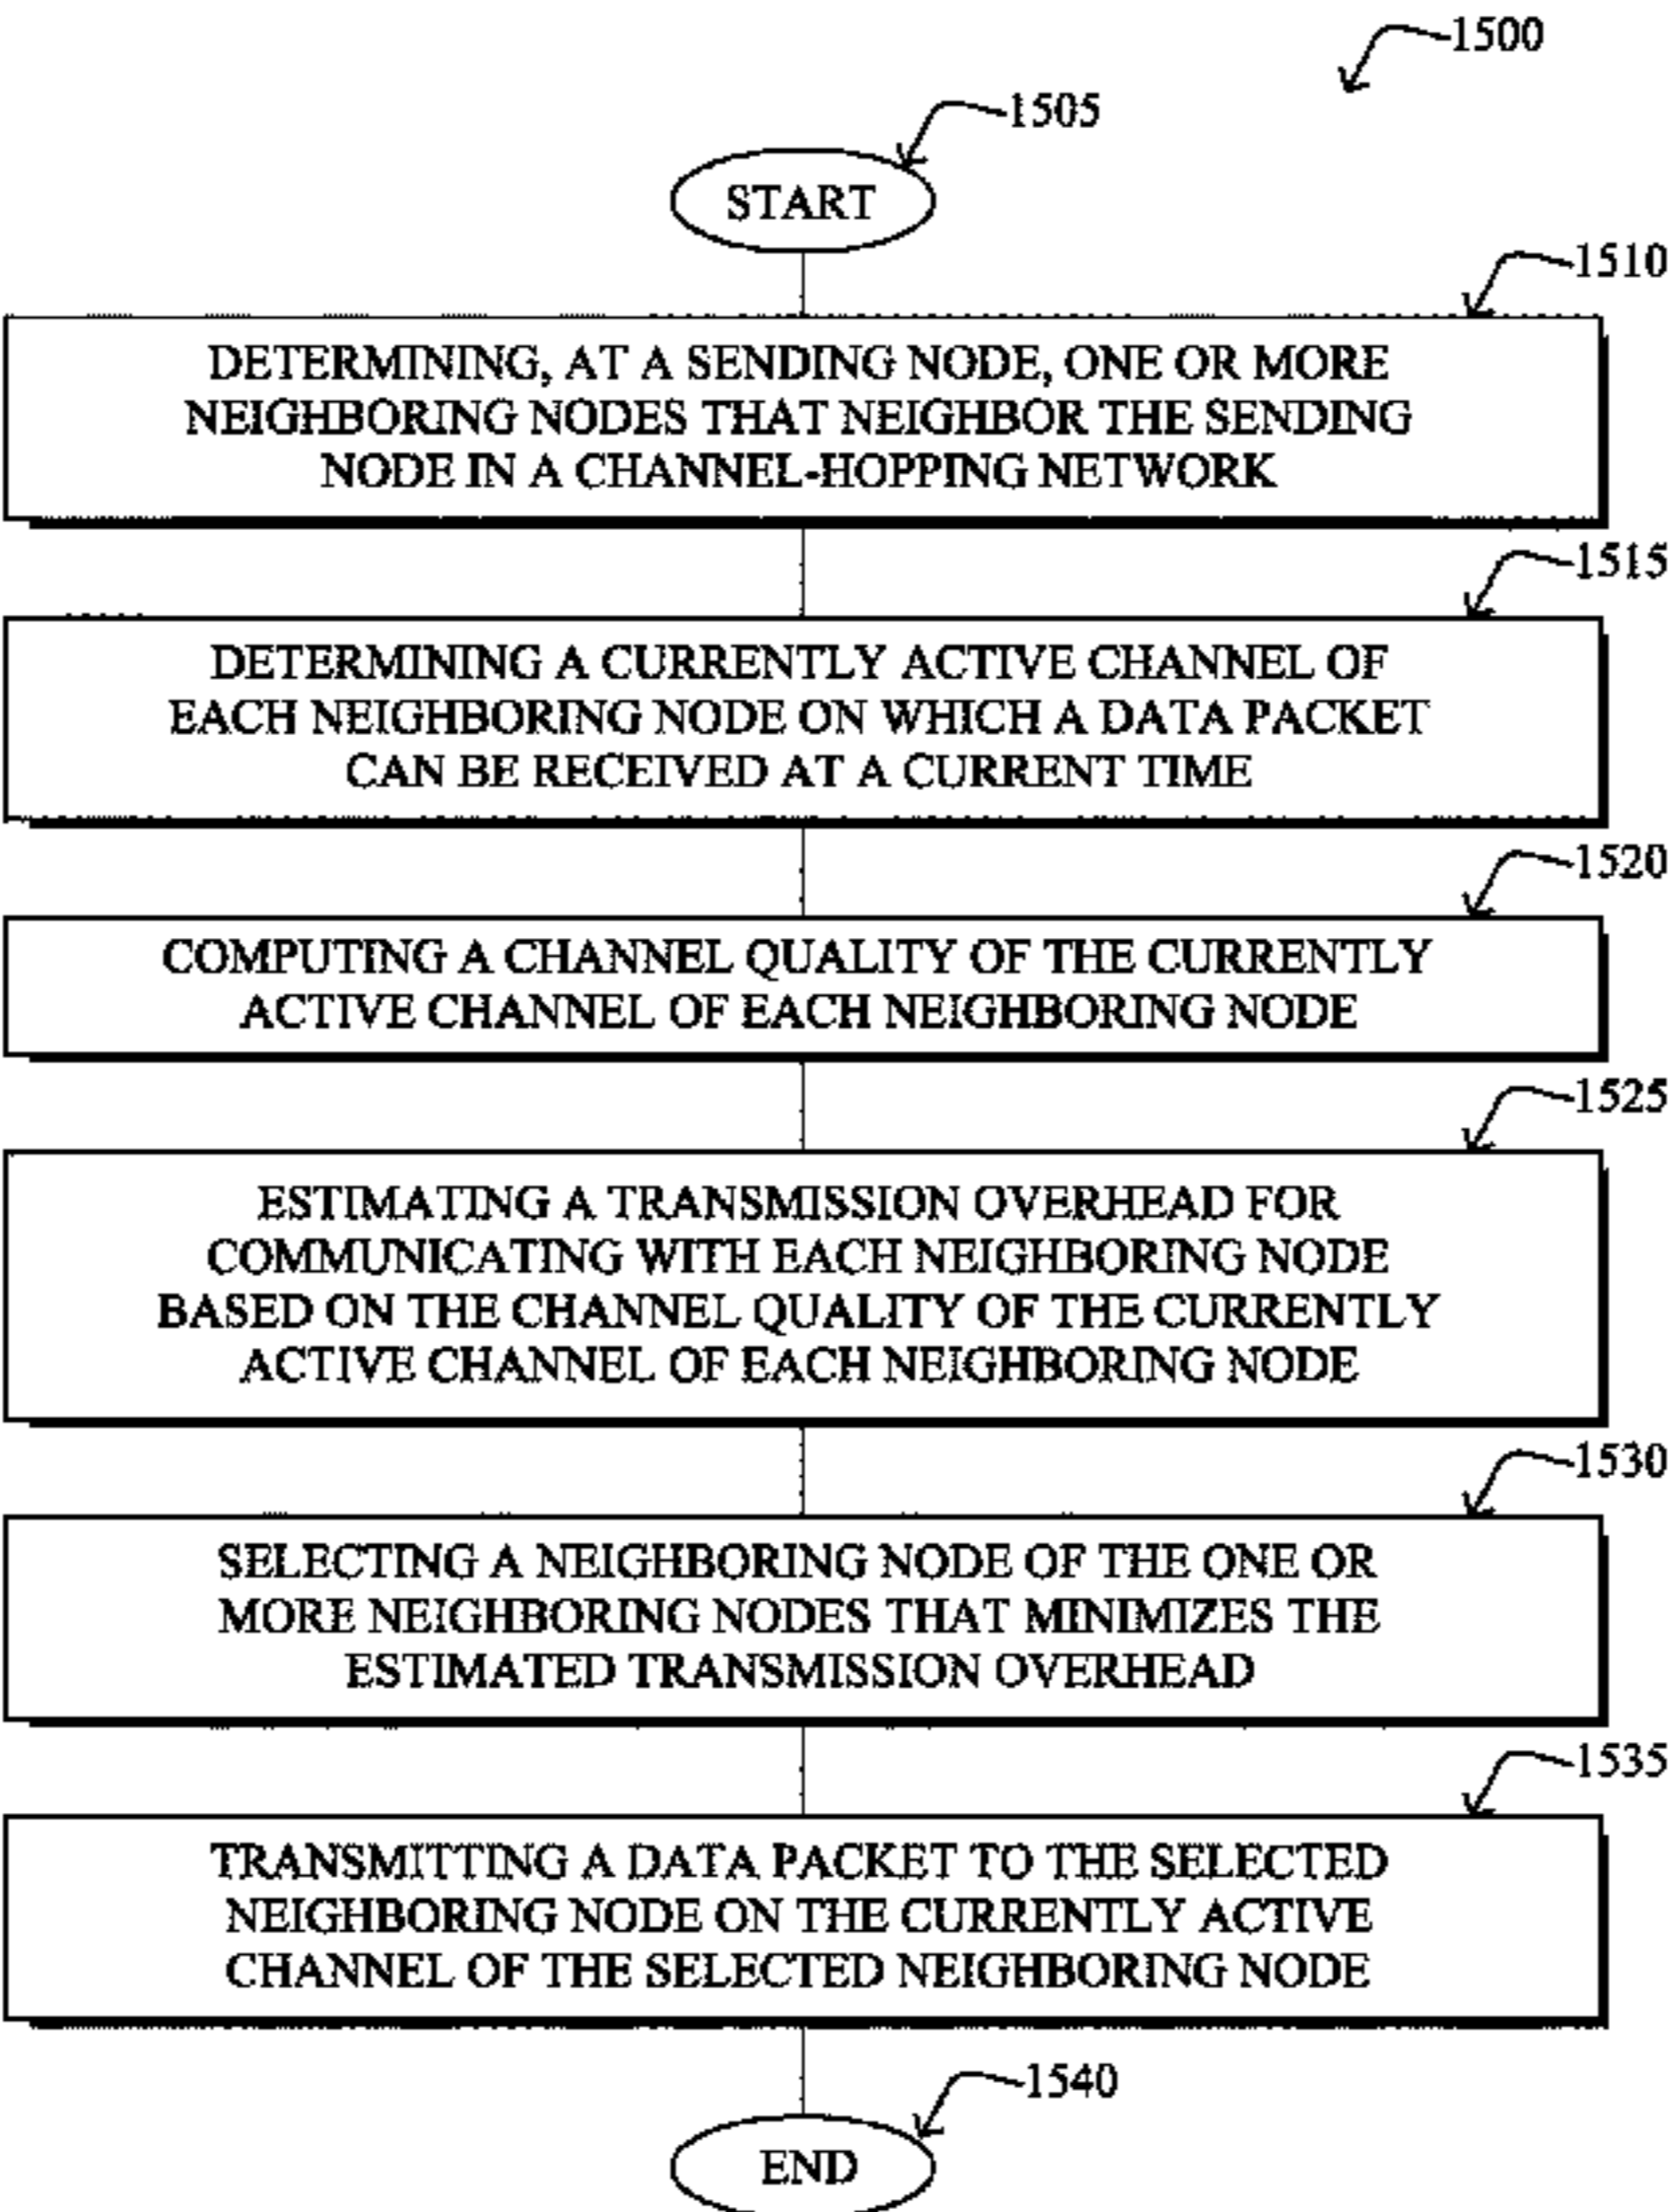 1500
1505
START
1510
DETERMINING, AT A SENDING NODE, ONE OR MORE
NEIGHBORING NODES THAT NEIGHBOR THE SENDING
NODE IN A CHANNEL-HOPPING NETWORK
1515
DETERMINING A CURRENTLY ACTIVE CHANNEL OF
EACH NEIGHBORING NODE ON WHICH A DATA PACKET
CAN BE RECEIVED AT A CURRENT TIME
1520
COMPUTING A CHANNEL QUALITY OF THE CURRENTLY
ACTIVE CHANNEL OF EACH NEIGHBORING NODE
1525
ESTIMATING A TRANSMISSION OVERHEAD FOR
COMMUNICATING WITH EACH NEIGHBORING NODE
BASED ON THE CHANNEL QUALITY OF THE CURRENTLY
ACTIVE CHANNEL OF EACH NEIGHBORING NODE
1530
SELECTING A NEIGHBORING NODE OF THE ONE OR
MORE NEIGHBORING NODES THAT MINIMIZES THE
ESTIMATED TRANSMISSION OVERHEAD
1535
TRANSMITTING A DATA PACKET TO THE SELECTED
NEIGHBORING NODE ON THE CURRENTLY ACTIVE
CHANNEL OF THE SELECTED NEIGHBORING NODE
1540
END